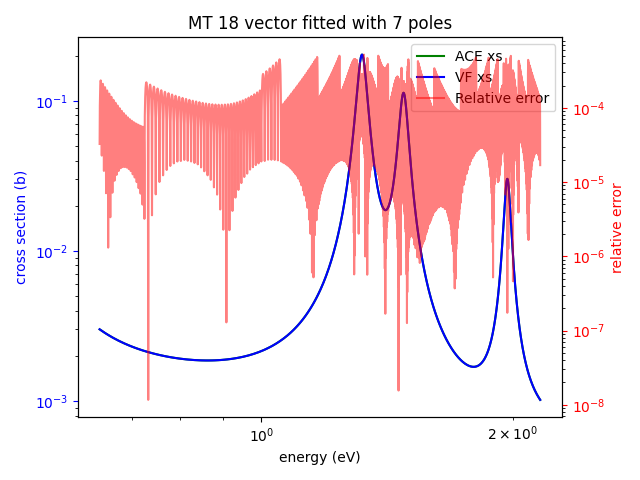 MT 18 vector fitted with 7 poles
ACE xs
VF xs
Relative error
cross section (b)
10⁻¹
10⁻²
10⁻³
10⁻⁴
10⁻⁵
10⁻⁶
10⁻⁷
10⁻⁸
relative error
10⁰
2 × 10⁰
energy (eV)